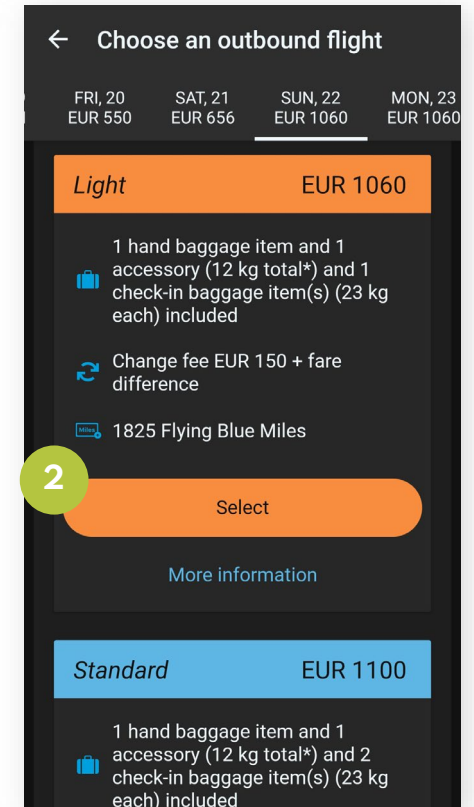 ← Choose an outbound flight
FRI, 20 SAT, 21 SUN, 22 MON, 23
EUR 550 EUR 656 EUR 1060 EUR 1060
Light EUR 1060
1 hand baggage item and 1
accessory (12 kg total*) and 1
check-in baggage item(s) (23 kg
each) included
Change fee EUR 150 + fare
difference
Miles 1825 Flying Blue Miles
2
Select
More information
Standard EUR 1100
1 hand baggage item and 1
accessory (12 kg total*) and 2
check-in baggage item(s) (23 kg
each) included